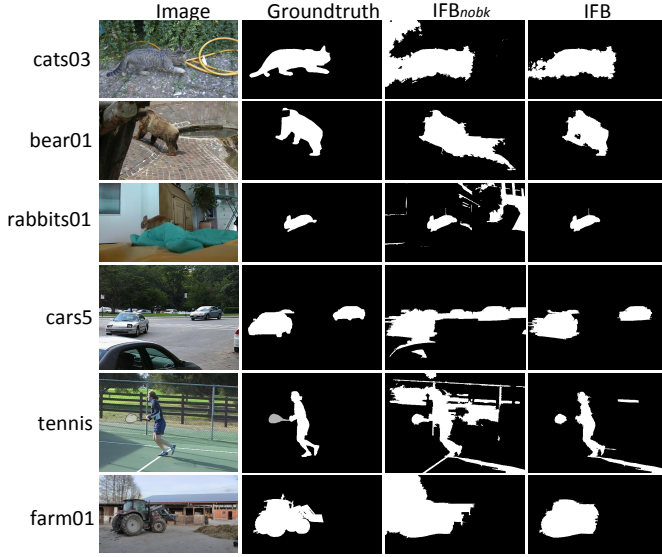 Image Groundtruth IFBnobk IFB
cats03
bear01
rabbits01
cars5
tennis
farm01